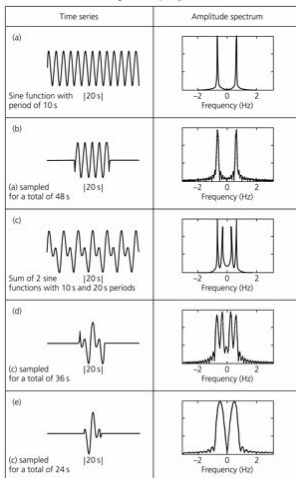 Time series
Amplitude spectrum
(a)
Sine function with
period of 10 s
|20 s|
−2 0 2
Frequency (Hz)
(b)
(a) sampled
for a total of 48 s
|20 s|
−2 0 2
Frequency (Hz)
(c)
Sum of 2 sine
functions with 10 s and 20 s periods
|20 s|
−2 0 2
Frequency (Hz)
(d)
(c) sampled
for a total of 36 s
|20 s|
−2 0 2
Frequency (Hz)
(e)
(c) sampled
for a total of 24 s
|20 s|
−2 0 2
Frequency (Hz)